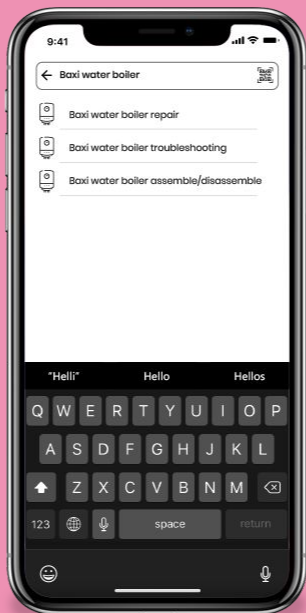 9:41
Baxi water boiler
Baxi water boiler repair
Baxi water boiler troubleshooting
Baxi water boiler assemble/disassemble
"Helli" Hello Hellos
Q W E R T Y U I O P
A S D F G H J K L
Z X C V B N M
123 space return